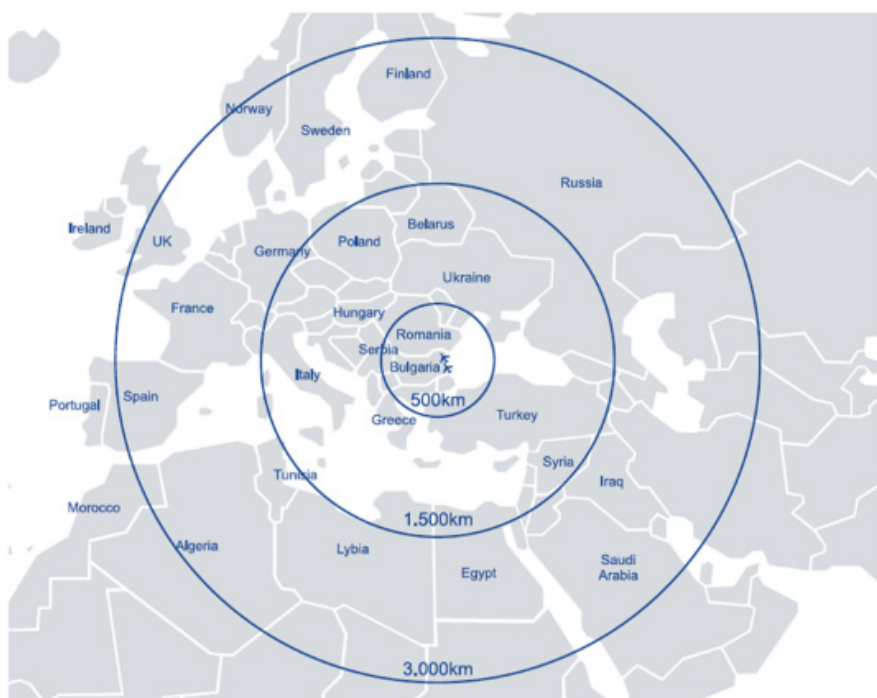 Finland
Norway
Sweden
Russia
Ireland
UK
Belarus
Poland
Germany
Ukraine
France
Hungary
Romania
Serbia
Bulgaria
Italy
Spain
500km
Portugal
Turkey
Greece
Syria
Tunisia
Iraq
Morocco
1.500km
Algeria
Lybia
Saudi
Arabia
Egypt
3.000km